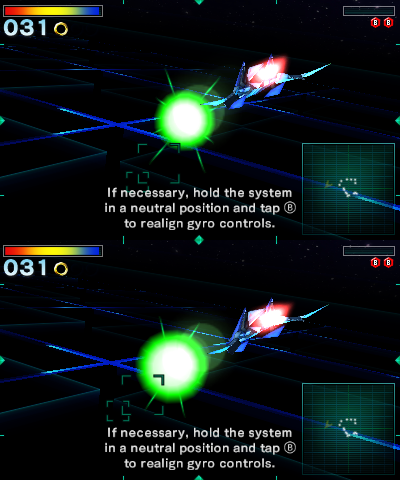 031
B B
If necessary, hold the system
in a neutral position and tap Ⓑ
to realign gyro controls.
031
B B
If necessary, hold the system
in a neutral position and tap Ⓑ
to realign gyro controls.